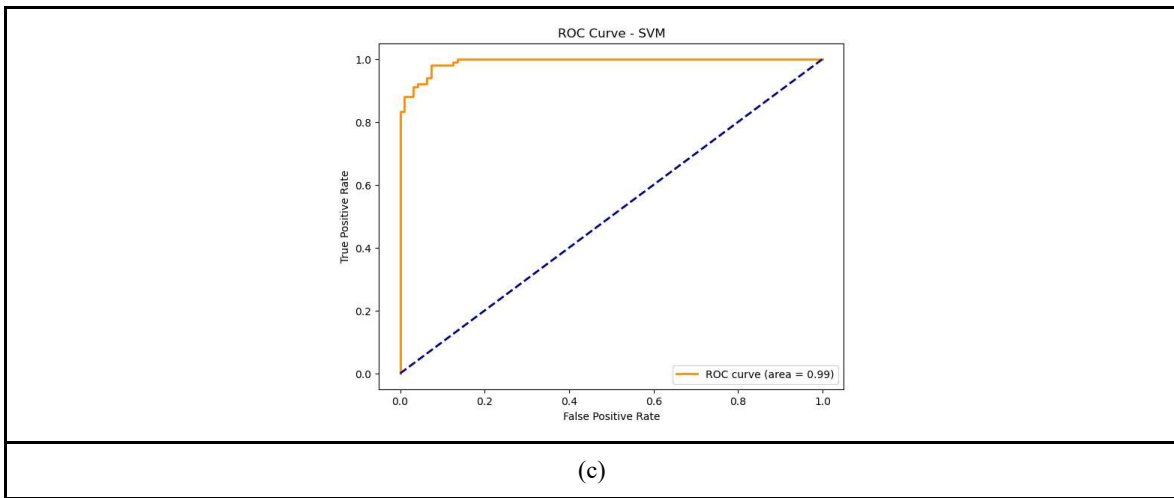 ROC Curve - SVM
True Positive Rate
1.0
0.8
0.6
0.4
0.2
0.0
0.0 0.2 0.4 0.6 0.8 1.0
False Positive Rate
ROC curve (area = 0.99)
(c)